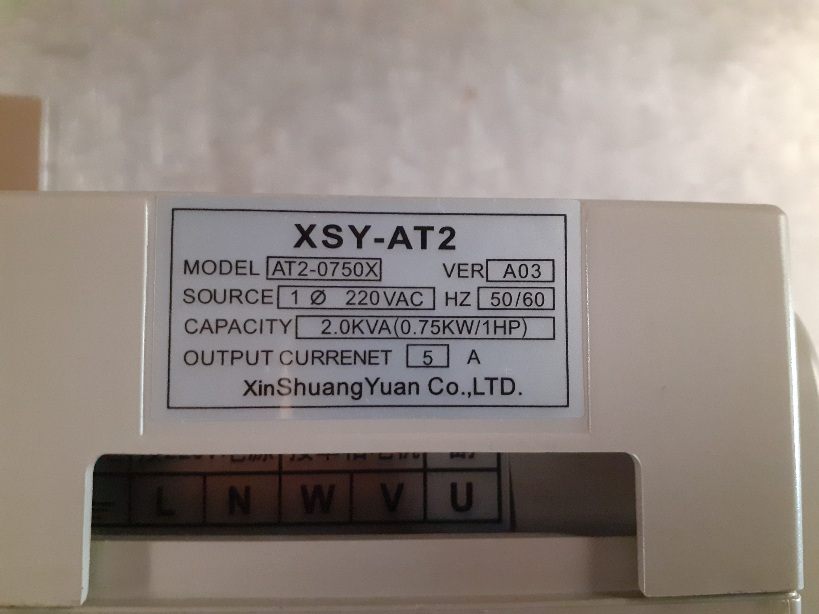 XSY-AT2
MODEL AT2-0750X VER A03
SOURCE 1 Ø 220VAC HZ 50/60
CAPACITY 2.0KVA(0.75KW/1HP)
OUTPUT CURRENET 5 A
XinShuangYuan Co.,LTD.
L N W V U